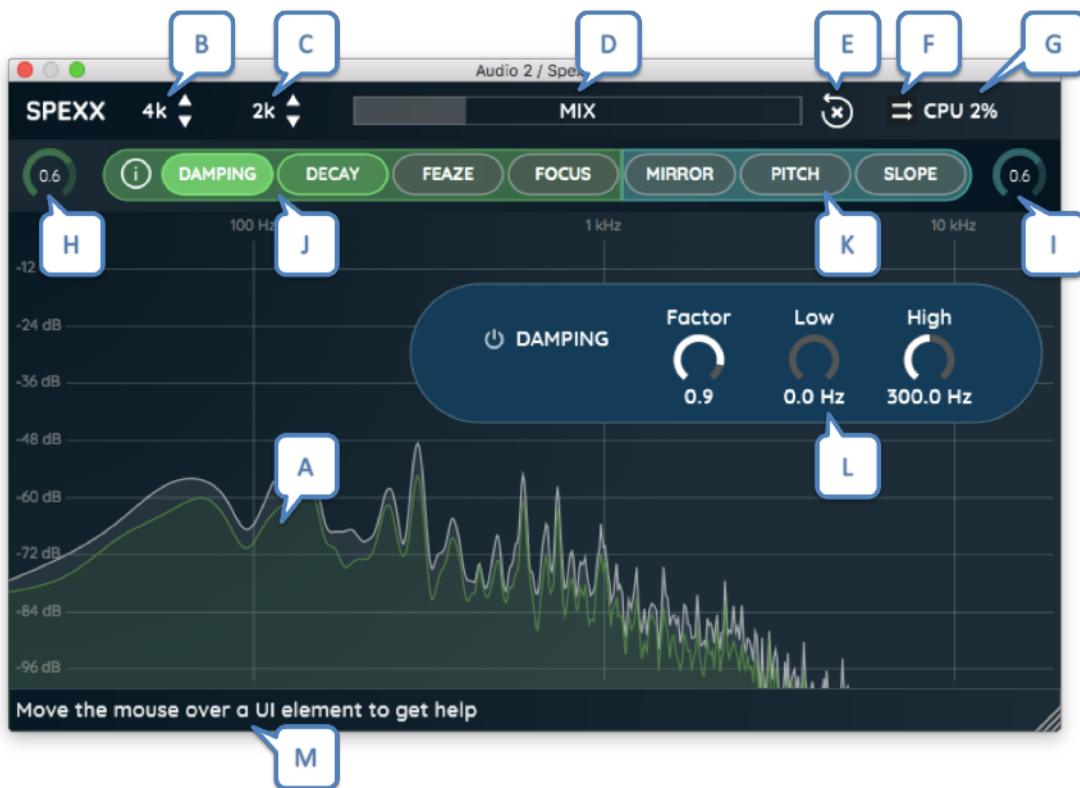 B
C
D
E
F
G
Audio 2 / Spe
SPEXX
4k
2k
MIX
CPU 2%
0.6
DAMPING
DECAY
FEAZE
FOCUS
MIRROR
PITCH
SLOPE
0.6
H
J
K
I
100 Hz
1 kHz
10 kHz
-12
-24 dB
-36 dB
-48 dB
-60 dB
-72 dB
-84 dB
-96 dB
DAMPING
Factor
Low
High
0.9
0.0 Hz
300.0 Hz
A
L
Move the mouse over a UI element to get help
M